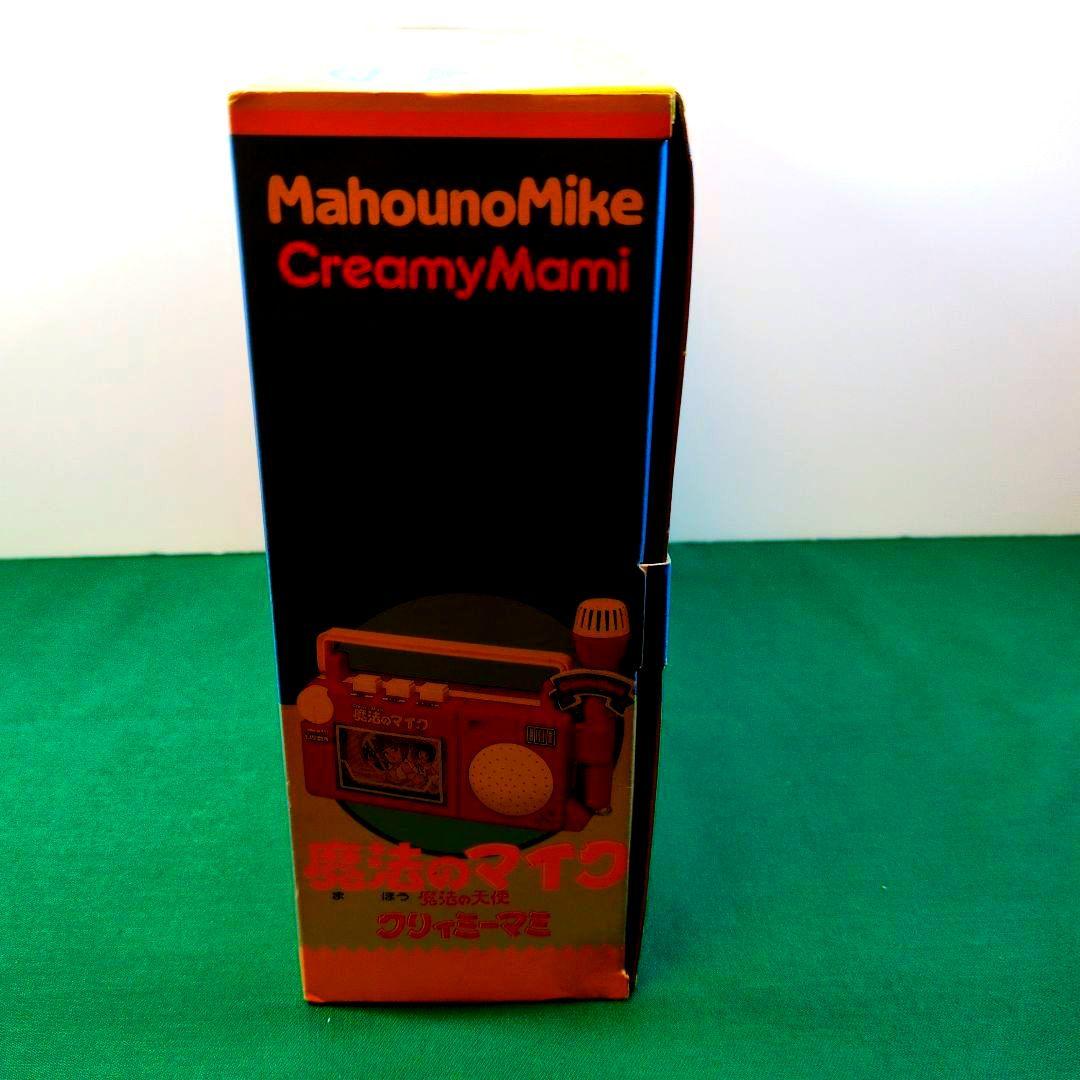 MahounoMike
CreamyMami
魔法のマイク
魔法のマイク
ま ほう 魔法の天使
クリィミーマミ